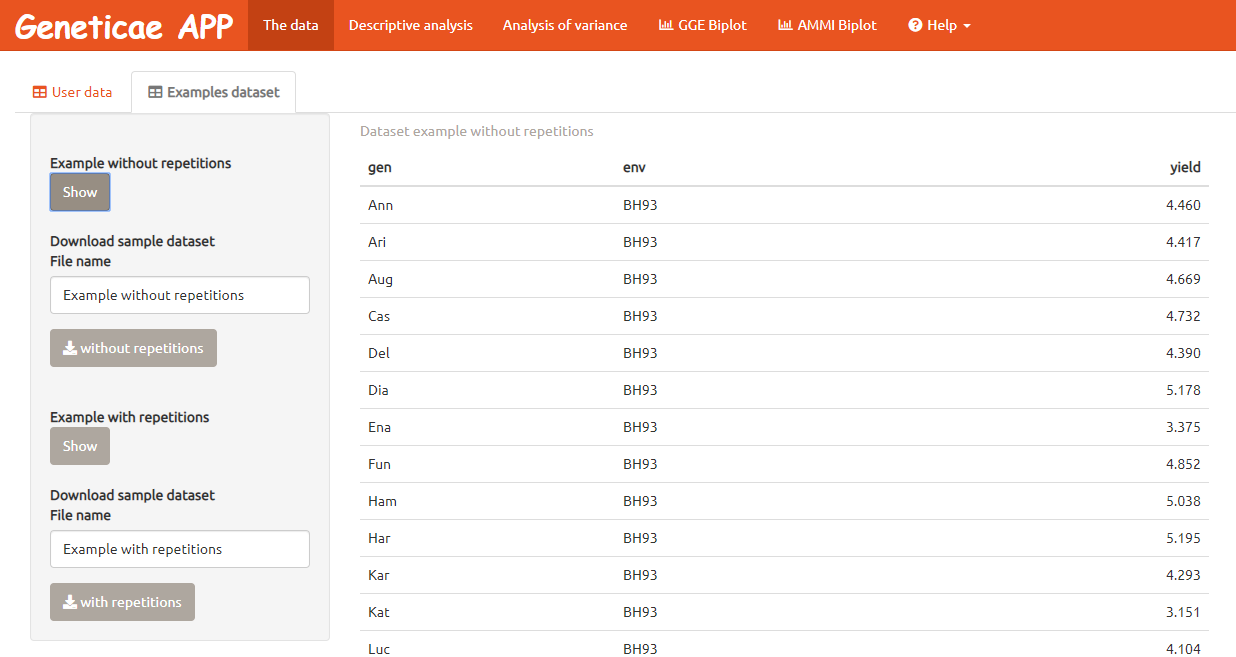 Geneticae APP The data Descriptive analysis Analysis of variance GGE Biplot AMMI Biplot Help
User data Examples dataset
Example without repetitions
Show
Download sample dataset
File name
Example without repetitions
without repetitions
Example with repetitions
Show
Download sample dataset
File name
Example with repetitions
with repetitions
Dataset example without repetitions
gen env yield
Ann BH93 4.460
Ari BH93 4.417
Aug BH93 4.669
Cas BH93 4.732
Del BH93 4.390
Dia BH93 5.178
Ena BH93 3.375
Fun BH93 4.852
Ham BH93 5.038
Har BH93 5.195
Kar BH93 4.293
Kat BH93 3.151
Luc BH93 4.104